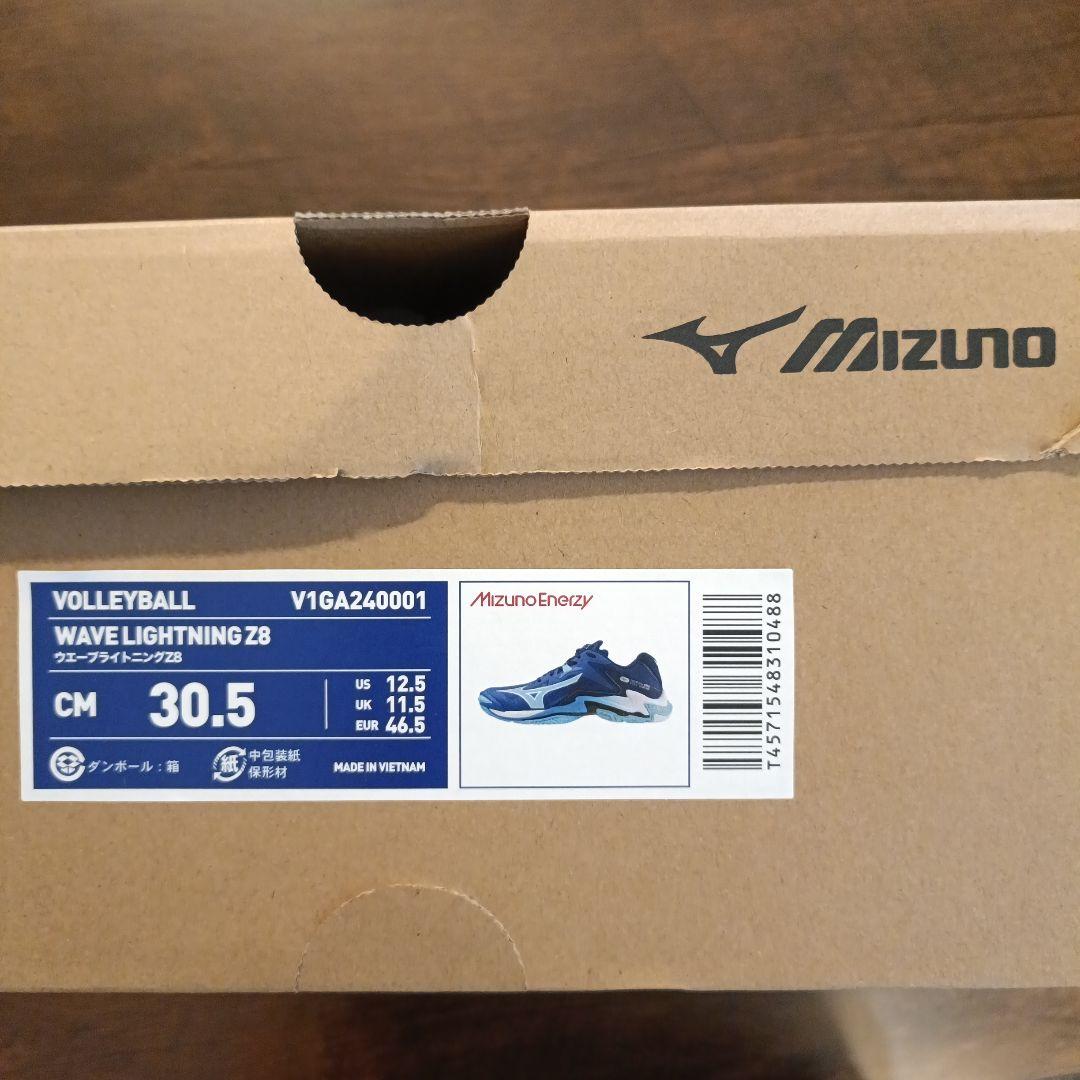 MIZUNO
VOLLEYBALL V1GA240001
WAVE LIGHTNING Z8
ウエーブライトニングZ8
CM 30.5
US 12.5
UK 11.5
EUR 46.5
ダンボール：箱
紙 中包装紙
保形材
MADE IN VIETNAM
MizunoEnerzy
T4571548310488